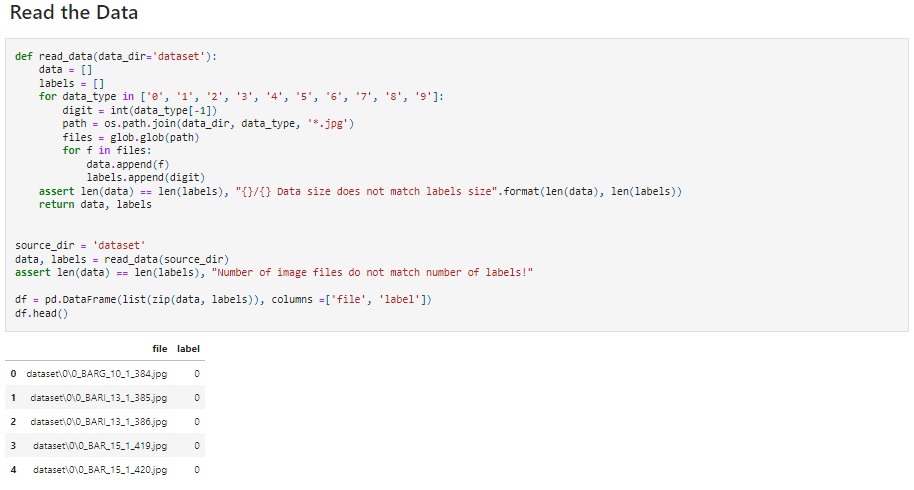 Read the Data
def read_data(data_dir='dataset'):
    data = []
    labels = []
    for data_type in ['0', '1', '2', '3', '4', '5', '6', '7', '8', '9']:
        digit = int(data_type[-1])
        path = os.path.join(data_dir, data_type, '*.jpg')
        files = glob.glob(path)
        for f in files:
            data.append(f)
            labels.append(digit)
    assert len(data) == len(labels), "{}/{} Data size does not match labels size".format(len(data), len(labels))
    return data, labels
source_dir = 'dataset'
data, labels = read_data(source_dir)
assert len(data) == len(labels), "Number of image files do not match number of labels!"
df = pd.DataFrame(list(zip(data, labels)), columns =['file', 'label'])
df.head()
file label
0 dataset\0\0_BARG_10_1_384.jpg 0
1 dataset\0\0_BARI_13_1_385.jpg 0
2 dataset\0\0_BARI_13_1_386.jpg 0
3 dataset\0\0_BAR_15_1_419.jpg 0
4 dataset\0\0_BAR_15_1_420.jpg 0